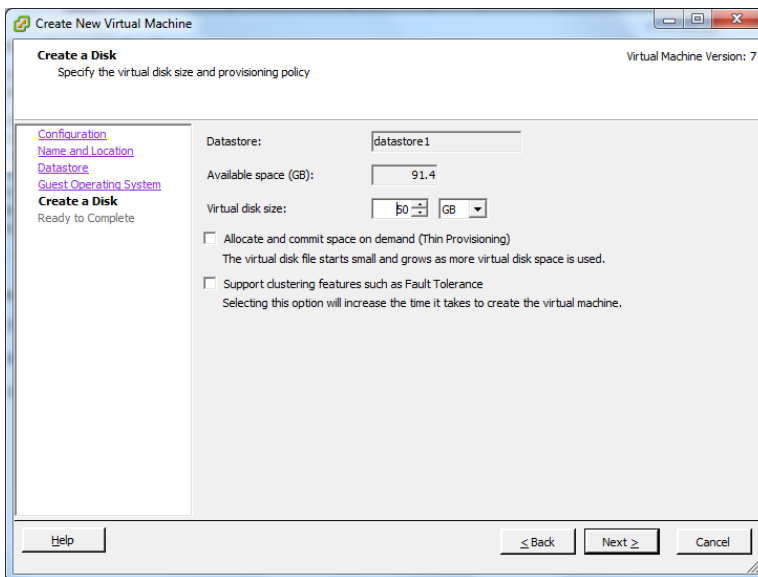 Create New Virtual Machine
Create a Disk
Specify the virtual disk size and provisioning policy
Virtual Machine Version: 7
Configuration
Name and Location
Datastore
Guest Operating System
Create a Disk
Ready to Complete
Datastore:
datastore1
Available space (GB):
91.4
Virtual disk size:
50
GB
Allocate and commit space on demand (Thin Provisioning)
The virtual disk file starts small and grows as more virtual disk space is used.
Support clustering features such as Fault Tolerance
Selecting this option will increase the time it takes to create the virtual machine.
Help
< Back
Next >
Cancel